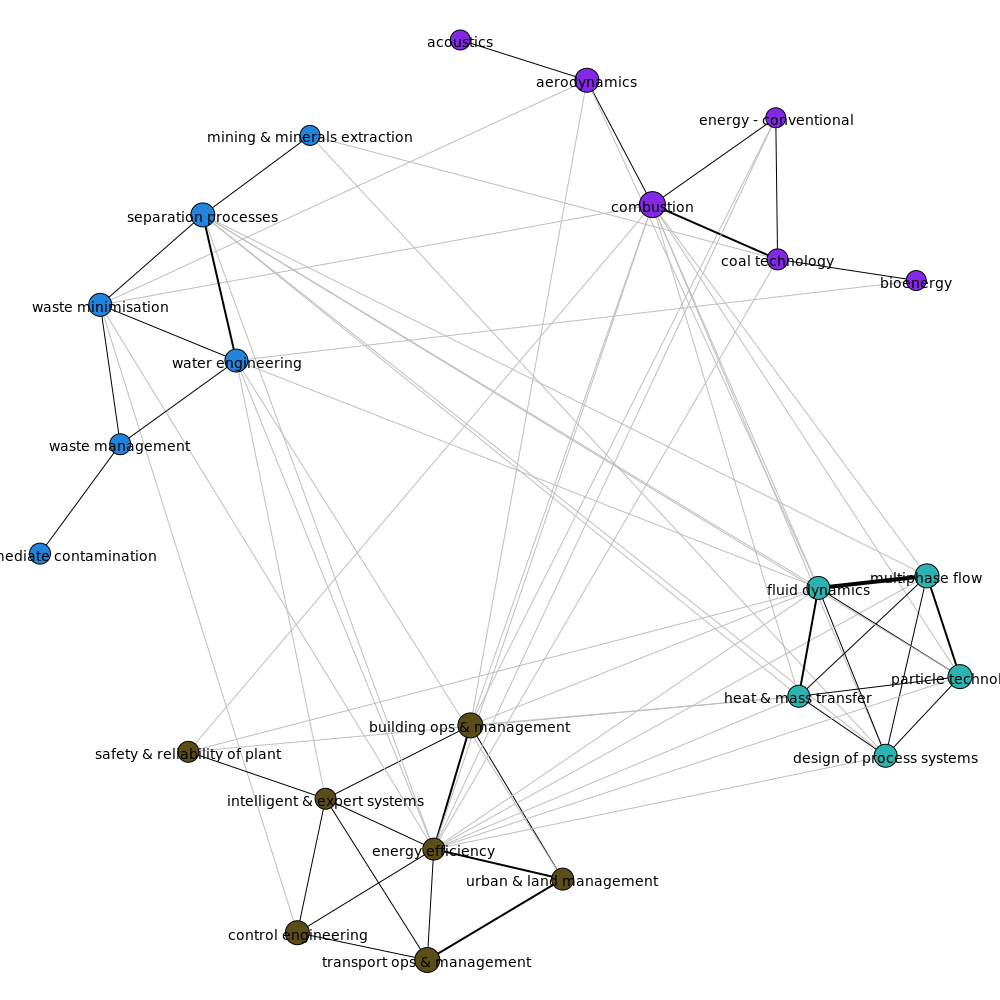 acoustics
aerodynamics
energy - conventional
mining & minerals extraction
combustion
separation processes
coal technology
bioenergy
waste minimisation
water engineering
waste management
mediate contamination
multiphase flow
fluid dynamics
particle technol
heat & mass transfer
building ops & management
safety & reliability of plant
design of process systems
intelligent & expert systems
energy efficiency
urban & land management
control engineering
transport ops & management